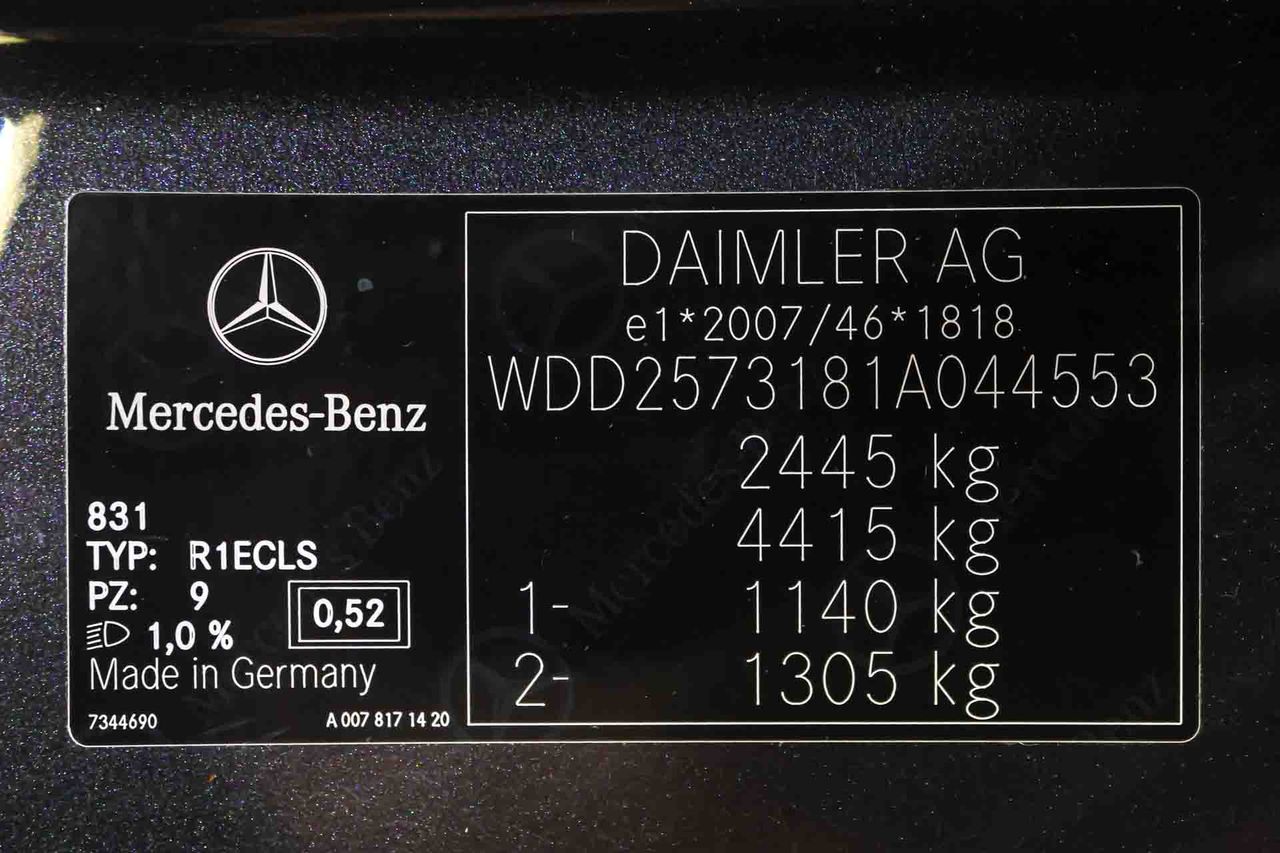 Mercedes-Benz
831
TYP: R1ECLS
PZ: 9
1,0 %
0,52
Made in Germany
7344690
A 007 817 14 20
DAIMLER AG
e1*2007/46*1818
WDD2573181A044553
2445 kg
4415 kg
1- 1140 kg
2- 1305 kg